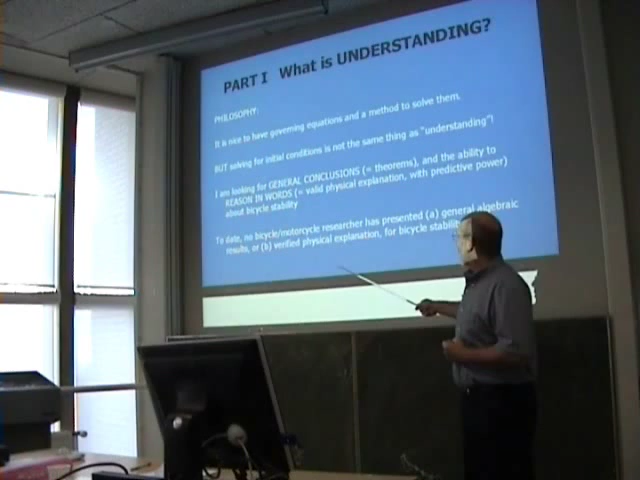 PART I What is UNDERSTANDING?
PHILOSOPHY:
It is nice to have governing equations and a method to solve them.
BUT solving for initial conditions is not the same thing as "understanding"!
I am looking for GENERAL CONCLUSIONS (= theorems), and the ability to
REASON IN WORDS (= valid physical explanation, with predictive power)
about bicycle stability
To date, no bicycle/motorcycle researcher has presented (a) general algebraic
results, or (b) verified physical explanation, for bicycle